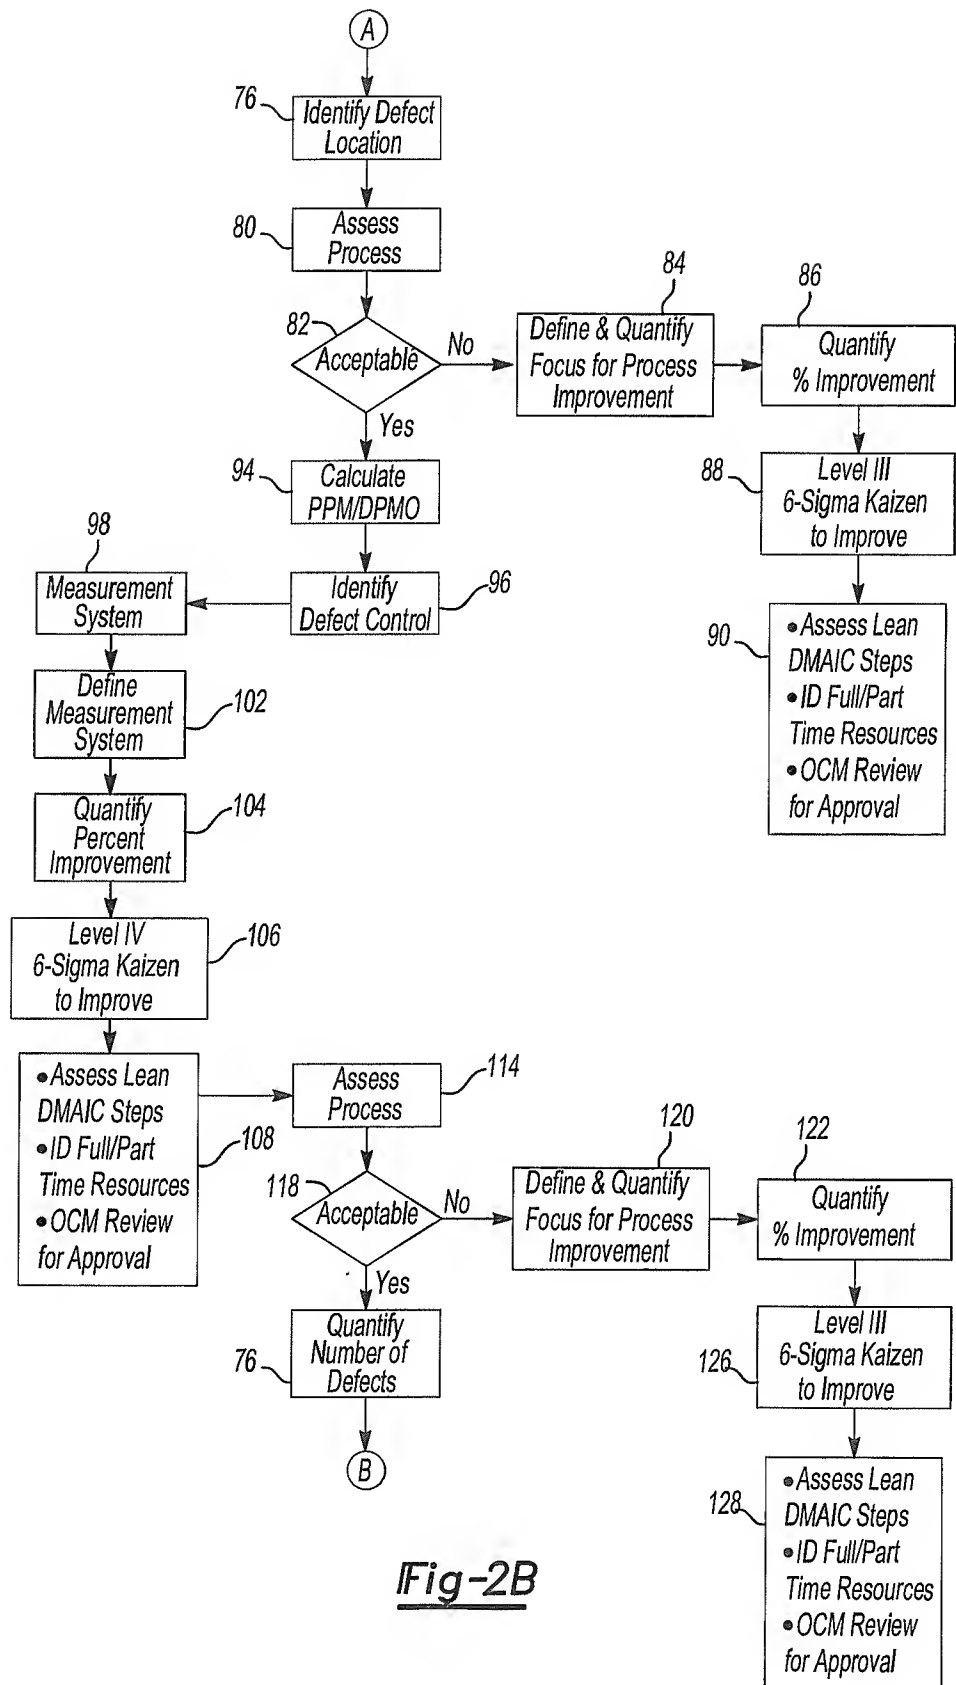 A
76
Identify Defect
Location
80
Assess
Process
82
Acceptable
No
Yes
84
Define & Quantify
Focus for Process
Improvement
86
Quantify
% Improvement
88
Level III
6-Sigma Kaizen
to Improve
90
•Assess Lean
DMAIC Steps
•ID Full/Part
Time Resources
•OCM Review
for Approval
94
Calculate
PPM/DPMO
96
Identify
Defect Control
98
Measurement
System
102
Define
Measurement
System
104
Quantify
Percent
Improvement
106
Level IV
6-Sigma Kaizen
to Improve
108
•Assess Lean
DMAIC Steps
•ID Full/Part
Time Resources
•OCM Review
for Approval
114
Assess
Process
118
Acceptable
No
Yes
120
Define & Quantify
Focus for Process
Improvement
122
Quantify
% Improvement
126
Level III
6-Sigma Kaizen
to Improve
128
•Assess Lean
DMAIC Steps
•ID Full/Part
Time Resources
•OCM Review
for Approval
76
Quantify
Number of
Defects
B
Fig-2B